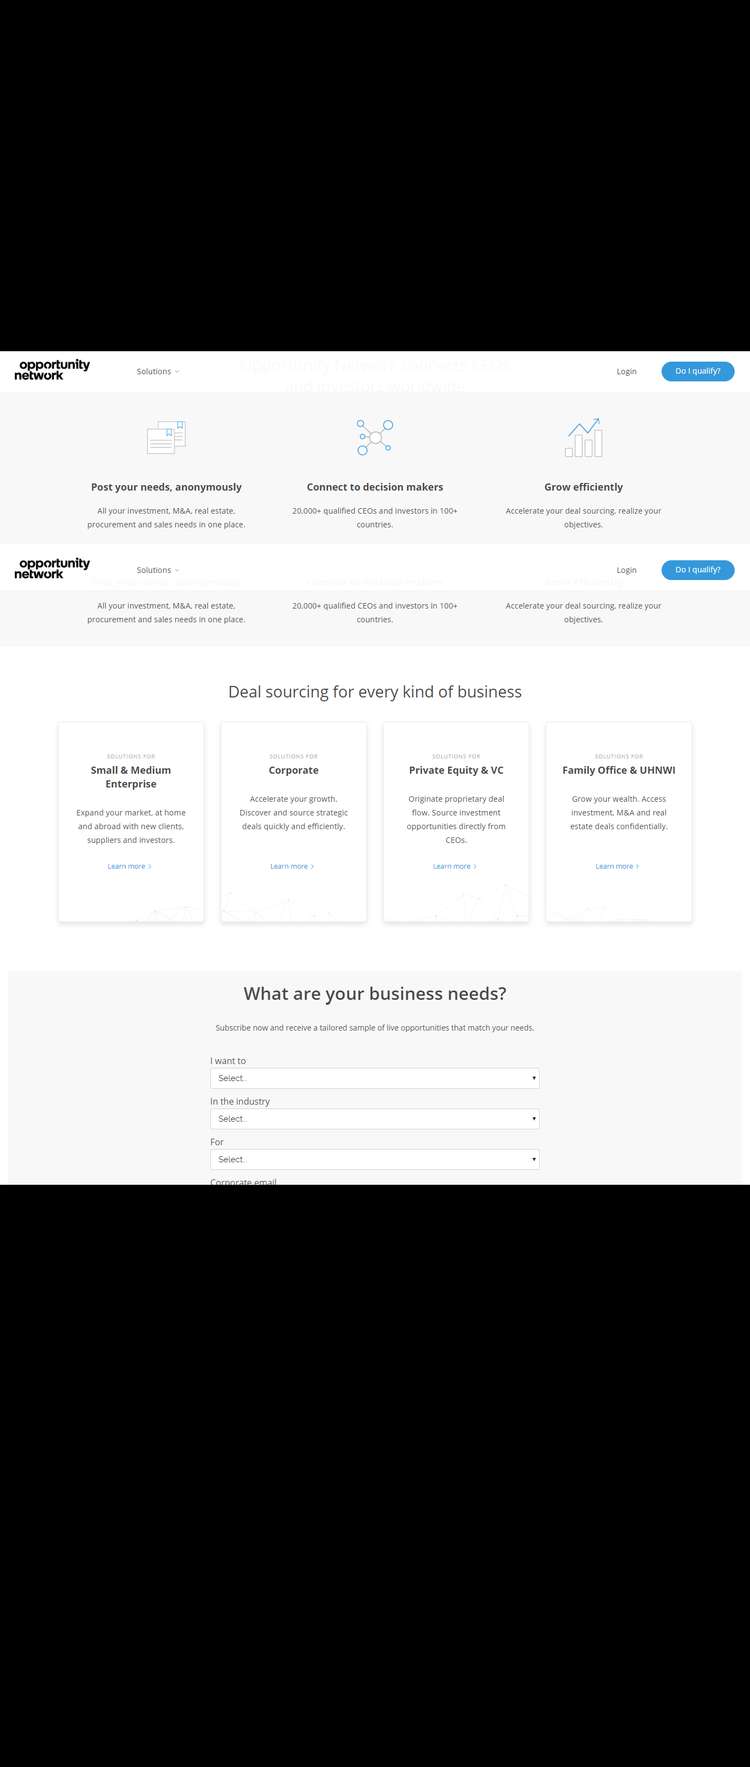 Opportunity Network connects CEOs
and investors worldwide
opportunity
network
Solutions
Login
Do I qualify?
Post your needs, anonymously
Connect to decision makers
Grow efficiently
All your investment, M&A, real estate,
procurement and sales needs in one place.
20,000+ qualified CEOs and investors in 100+
countries.
Accelerate your deal sourcing, realize your
objectives.
opportunity
network
Solutions
Login
Do I qualify?
All your investment, M&A, real estate,
procurement and sales needs in one place.
20,000+ qualified CEOs and investors in 100+
countries.
Accelerate your deal sourcing, realize your
objectives.
Deal sourcing for every kind of business
SOLUTIONS FOR
Small & Medium
Enterprise
Expand your market, at home
and abroad with new clients,
suppliers and investors.
Learn more >
SOLUTIONS FOR
Corporate
Accelerate your growth.
Discover and source strategic
deals quickly and efficiently.
Learn more >
SOLUTIONS FOR
Private Equity & VC
Originate proprietary deal
flow. Source investment
opportunities directly from
CEOs.
Learn more >
SOLUTIONS FOR
Family Office & UHNWI
Grow your wealth. Access
investment, M&A and real
estate deals confidentially.
Learn more >
What are your business needs?
Subscribe now and receive a tailored sample of live opportunities that match your needs.
I want to
Select..
In the industry
Select..
For
Select..
Corporate email